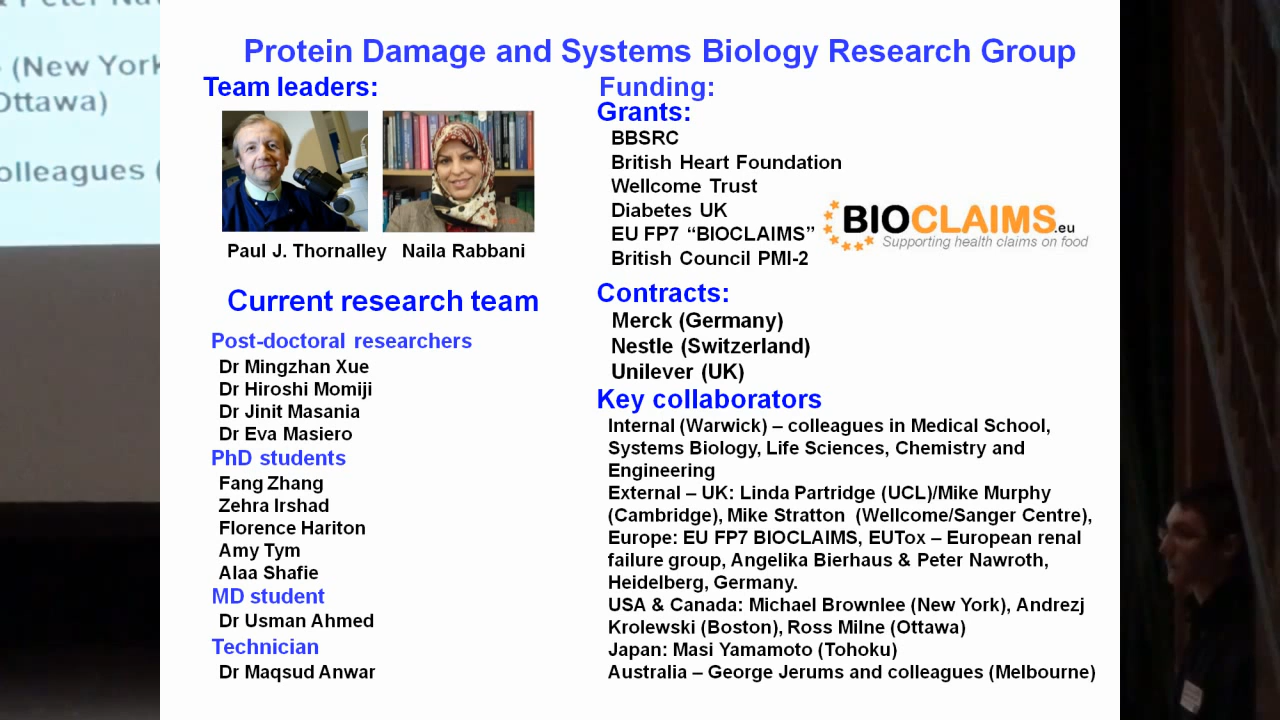 Protein Damage and Systems Biology Research Group
Team leaders:
Paul J. Thornalley Naila Rabbani
Current research team
Post-doctoral researchers
Dr Mingzhan Xue
Dr Hiroshi Momiji
Dr Jinit Masania
Dr Eva Masiero
PhD students
Fang Zhang
Zehra Irshad
Florence Hariton
Amy Tym
Alaa Shafie
MD student
Dr Usman Ahmed
Technician
Dr Maqsud Anwar
Funding:
Grants:
BBSRC
British Heart Foundation
Wellcome Trust
Diabetes UK
EU FP7 “BIOCLAIMS”
British Council PMI-2
BIOCLAIMS.eu
Supporting health claims on food
Contracts:
Merck (Germany)
Nestle (Switzerland)
Unilever (UK)
Key collaborators
Internal (Warwick) – colleagues in Medical School,
Systems Biology, Life Sciences, Chemistry and
Engineering
External – UK: Linda Partridge (UCL)/Mike Murphy
(Cambridge), Mike Stratton (Wellcome/Sanger Centre),
Europe: EU FP7 BIOCLAIMS, EUTox – European renal
failure group, Angelika Bierhaus & Peter Nawroth,
Heidelberg, Germany.
USA & Canada: Michael Brownlee (New York), Andrezj
Krolewski (Boston), Ross Milne (Ottawa)
Japan: Masi Yamamoto (Tohoku)
Australia – George Jerums and colleagues (Melbourne)
& Peter Na
(New York
Ottawa)
olleagues (